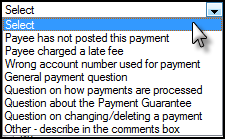 Select
Select
Payee has not posted this payment
Payee charged a late fee
Wrong account number used for payment
General payment question
Question on how payments are processed
Question about the Payment Guarantee
Question on changing/deleting a payment
Other - describe in the comments box